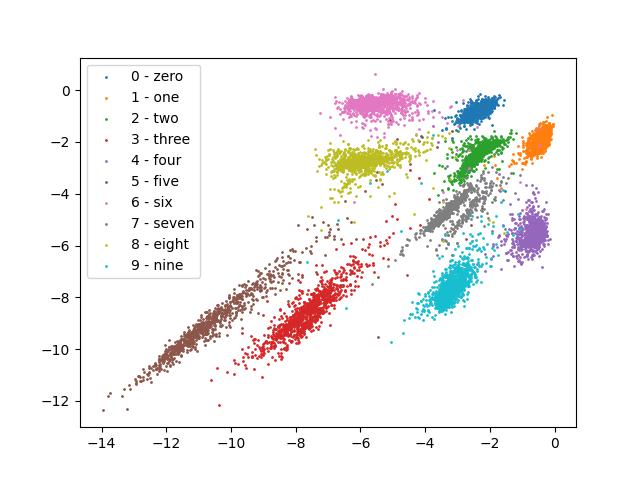 0 - zero
1 - one
2 - two
3 - three
4 - four
5 - five
6 - six
7 - seven
8 - eight
9 - nine
0
−2
−4
−6
−8
−10
−12
−14 −12 −10 −8 −6 −4 −2 0